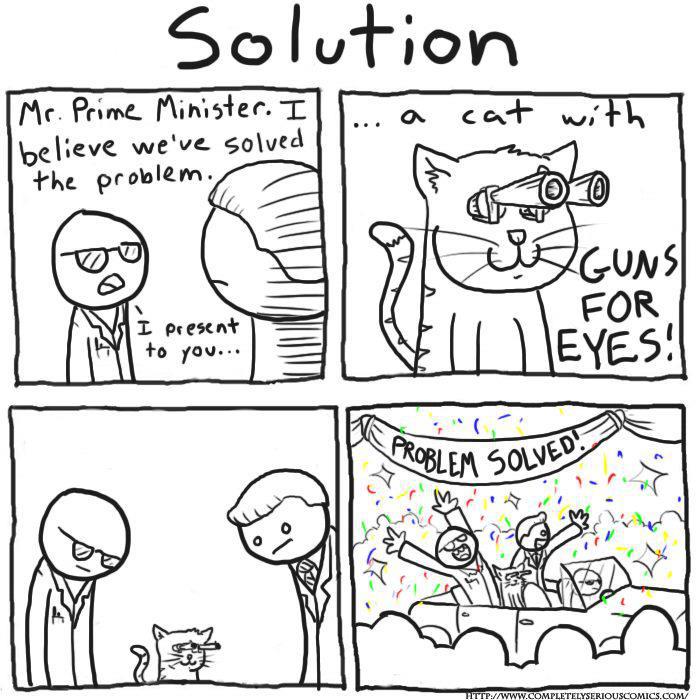 Solution
Mr. Prime Minister. I
believe we've solved
the problem.
I present
to you...
... a cat with
GUNS
FOR
EYES!
PROBLEM SOLVED!
HTTP://WWW.COMPLETELYSERIOUSCOMICS.COM/